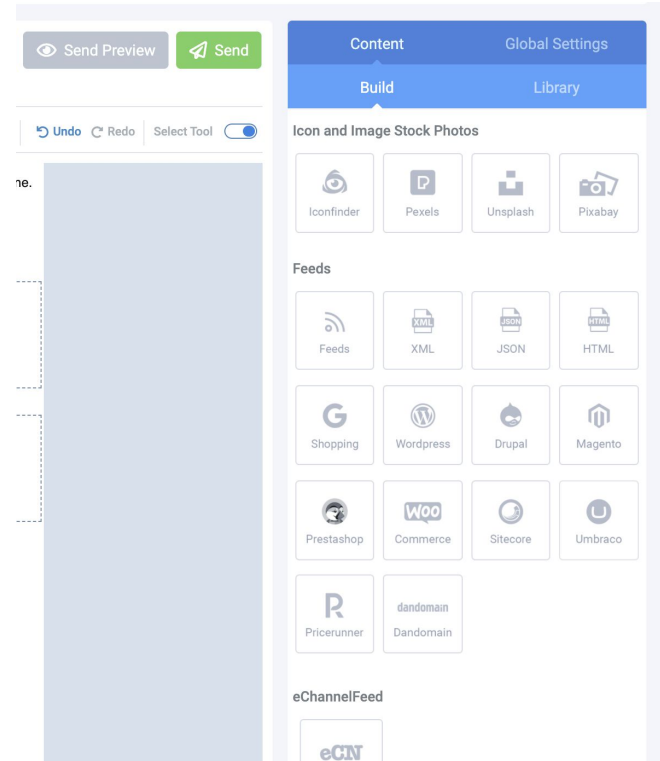 Send Preview
Send
Content
Global Settings
Build
Library
Undo
Redo
Select Tool
ne.
Icon and Image Stock Photos
Iconfinder
Pexels
Unsplash
Pixabay
Feeds
XML
JSON
HTML
Feeds
XML
JSON
HTML
G
Shopping
Wordpress
Drupal
Magento
Woo
Prestashop
Commerce
Sitecore
Umbraco
dandomain
Pricerunner
Dandomain
eChannelFeed
eCN